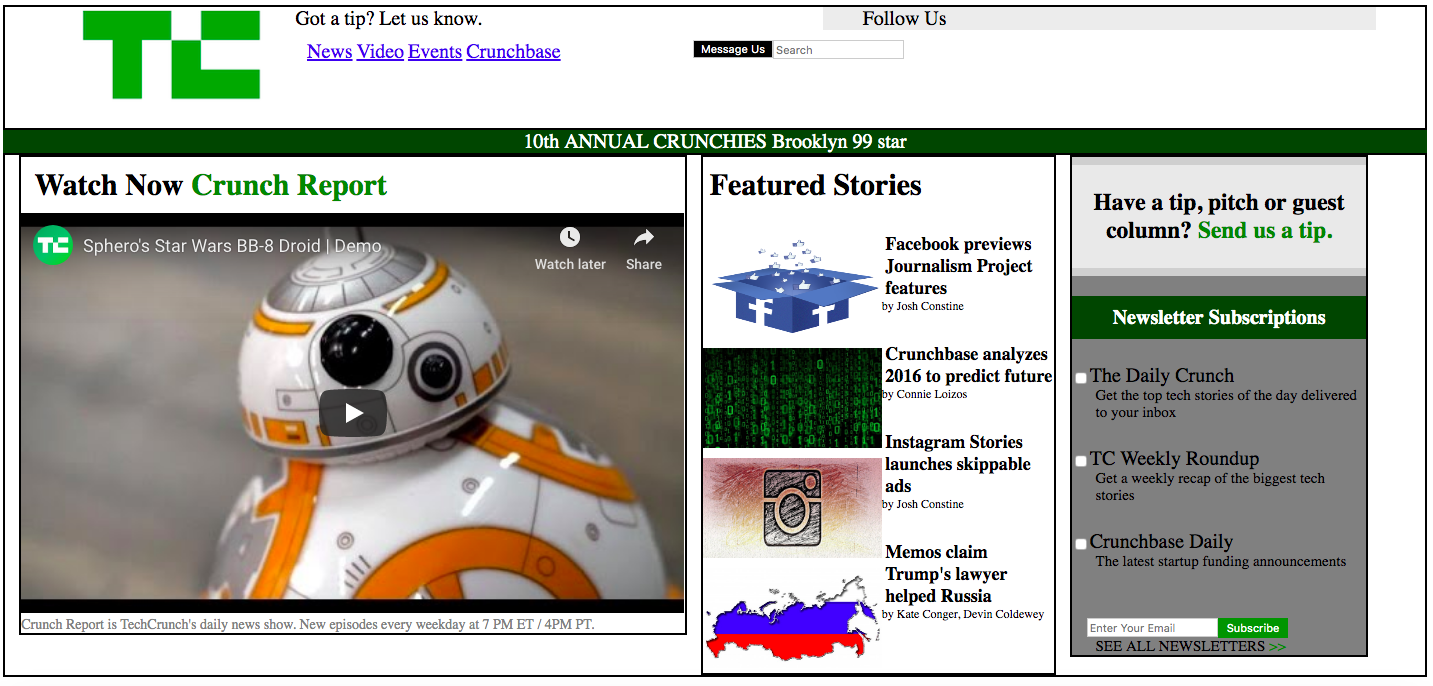 TC
Got a tip? Let us know.
Follow Us
News Video Events Crunchbase
Message Us
Search
10th ANNUAL CRUNCHIES Brooklyn 99 star
Watch Now Crunch Report
TC
Sphero's Star Wars BB-8 Droid | Demo
Watch later
Share
Crunch Report is TechCrunch's daily news show. New episodes every weekday at 7 PM ET / 4PM PT.
Featured Stories
f
f
Facebook previews
Journalism Project
features
by Josh Constine
Crunchbase analyzes
2016 to predict future
by Connie Loizos
Instagram Stories
launches skippable
ads
by Josh Constine
Memos claim
Trump's lawyer
helped Russia
by Kate Conger, Devin Coldewey
Have a tip, pitch or guest
column? Send us a tip.
Newsletter Subscriptions
The Daily Crunch
Get the top tech stories of the day delivered
to your inbox
TC Weekly Roundup
Get a weekly recap of the biggest tech
stories
Crunchbase Daily
The latest startup funding announcements
Enter Your Email
Subscribe
SEE ALL NEWSLETTERS >>